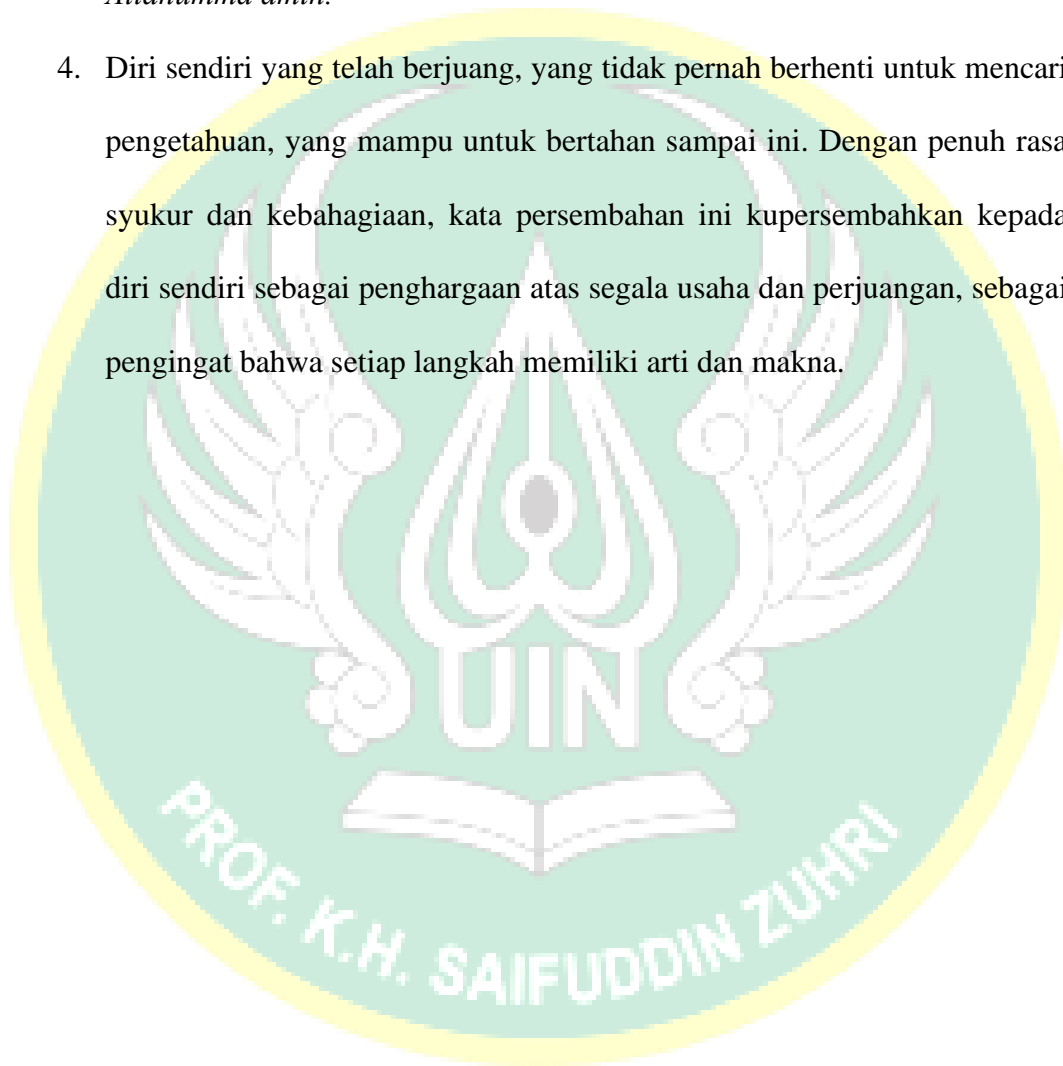 Allahumma amin.
4. Diri sendiri yang telah berjuang, yang tidak pernah berhenti untuk mencari
pengetahuan, yang mampu untuk bertahan sampai ini. Dengan penuh rasa
syukur dan kebahagiaan, kata persembahan ini kupersembahkan kepada
diri sendiri sebagai penghargaan atas segala usaha dan perjuangan, sebagai
pengingat bahwa setiap langkah memiliki arti dan makna.
UIN
PROF. K.H. SAIFUDDIN ZUHRI